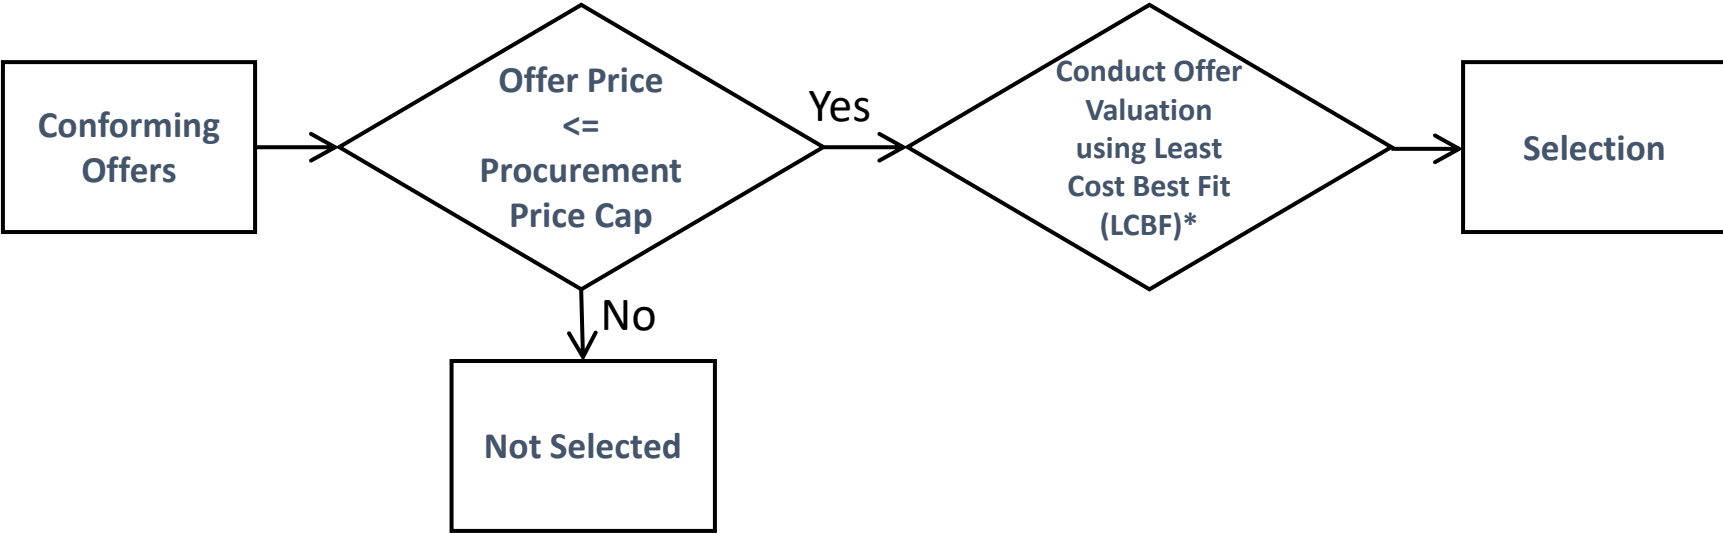 Conforming
Offers
Offer Price
<=
Procurement
Price Cap
Yes
Conduct Offer
Valuation
using Least
Cost Best Fit
(LCBF)*
Selection
No
Not Selected